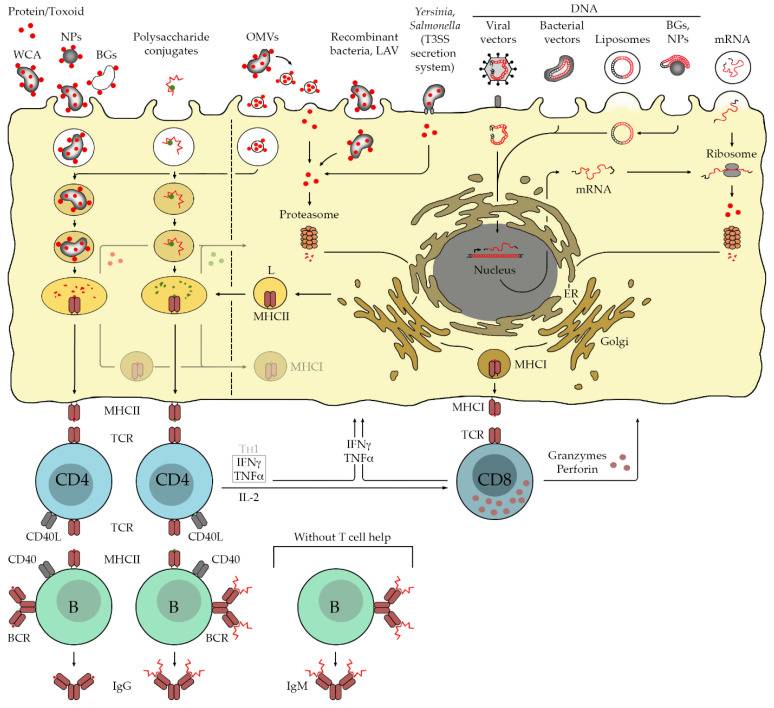 Protein/Toxoid
NPs
WCA
BGs
Polysaccharide
conjugates
OMVs
Recombinant
bacteria, LAV
Yersinia,
Salmonella
(T3SS
secretion
system)
DNA
Viral
vectors
Bacterial
vectors
Liposomes
BGs,
NPs
mRNA
Ribosome
mRNA
Proteasome
Nucleus
L
MHCII
ER
Golgi
MHCI
MHCI
MHCII
MHCI
TCR
TCR
CD4
CD4
TH1
IFNγ
TNFα
IL-2
IFNγ
TNFα
CD8
Granzymes
Perforin
CD40L
TCR
CD40L
CD40
MHCII
CD40
Without T cell help
B
B
B
BCR
BCR
IgG
IgM